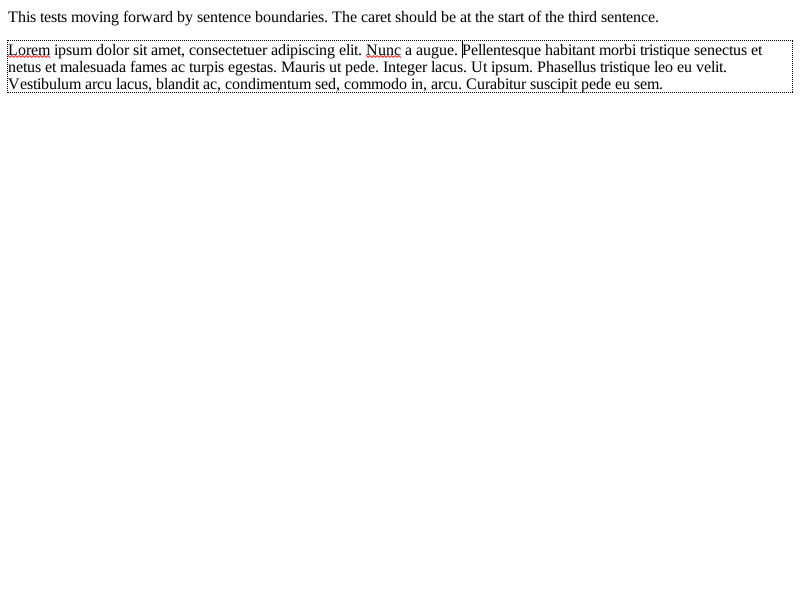 This tests moving forward by sentence boundaries. The caret should be at the start of the third sentence.
Lorem ipsum dolor sit amet, consectetuer adipiscing elit. Nunc a augue. Pellentesque habitant morbi tristique senectus et
netus et malesuada fames ac turpis egestas. Mauris ut pede. Integer lacus. Ut ipsum. Phasellus tristique leo eu velit.
Vestibulum arcu lacus, blandit ac, condimentum sed, commodo in, arcu. Curabitur suscipit pede eu sem.